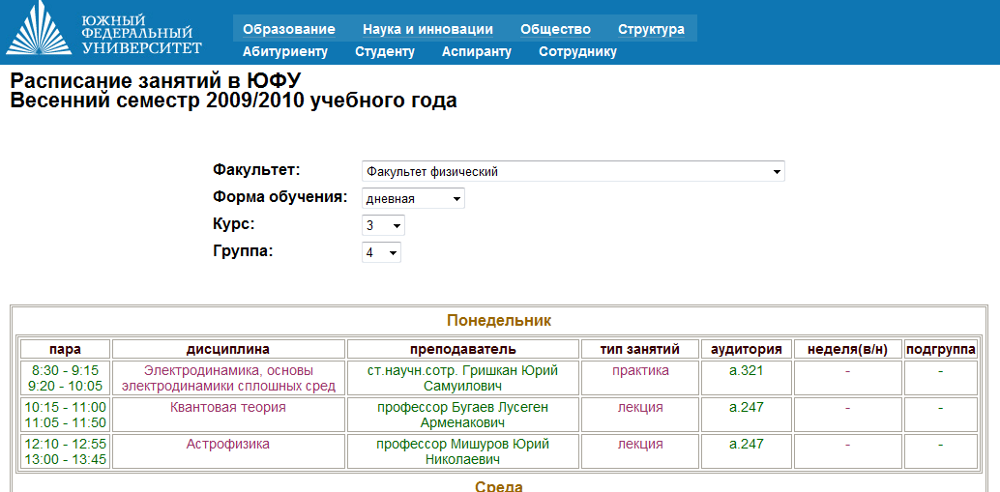 ЮЖНЫЙ
ФЕДЕРАЛЬНЫЙ
УНИВЕРСИТЕТ
Образование Наука и инновации Общество Структура
Абитуриенту Студенту Аспиранту Сотруднику
Расписание занятий в ЮФУ
Весенний семестр 2009/2010 учебного года
Факультет: Факультет физический
Форма обучения: дневная
Курс: 3
Группа: 4
Понедельник
пара дисциплина преподаватель тип занятий аудитория неделя(в/н) подгруппа
8:30 - 9:15 Электродинамика, основы ст.научн.сотр. Гришкан Юрий практика а.321 - -
9:20 - 10:05 электродинамики сплошных сред Самуилович
10:15 - 11:00 Квантовая теория профессор Бугаев Лусеген лекция а.247 - -
11:05 - 11:50 Арменакович
12:10 - 12:55 Астрофизика профессор Мишуров Юрий лекция а.247 - -
13:00 - 13:45 Николаевич
Среда